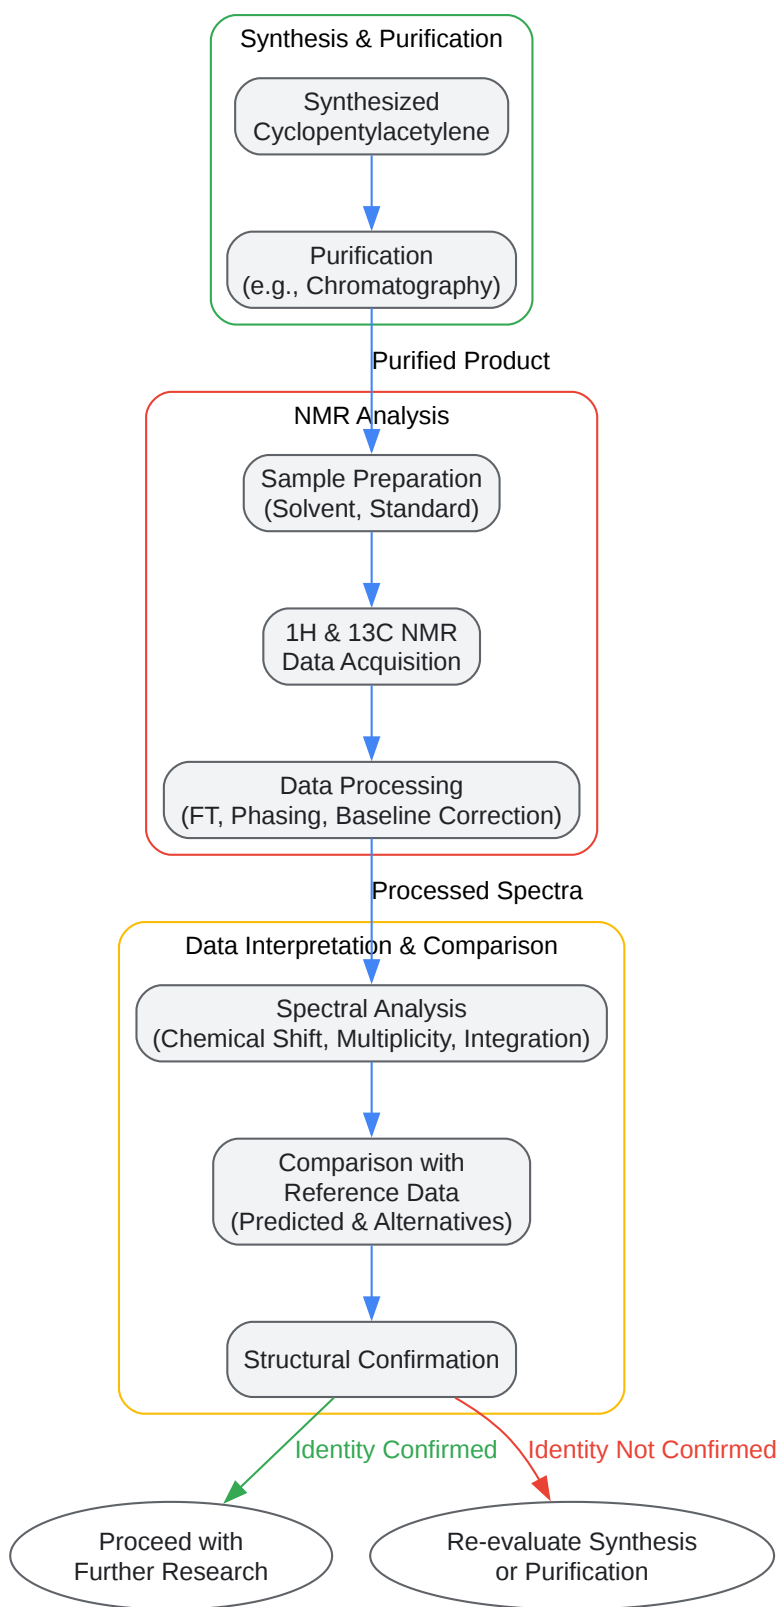 Synthesis & Purification
Synthesized
Cyclopentylacetylene
Purification
(e.g., Chromatography)
Purified Product
NMR Analysis
Sample Preparation
(Solvent, Standard)
1H & 13C NMR
Data Acquisition
Data Processing
(FT, Phasing, Baseline Correction)
Processed Spectra
Data Interpretation & Comparison
Spectral Analysis
(Chemical Shift, Multiplicity, Integration)
Comparison with
Reference Data
(Predicted & Alternatives)
Structural Confirmation
Identity Confirmed
Identity Not Confirmed
Proceed with
Further Research
Re-evaluate Synthesis
or Purification